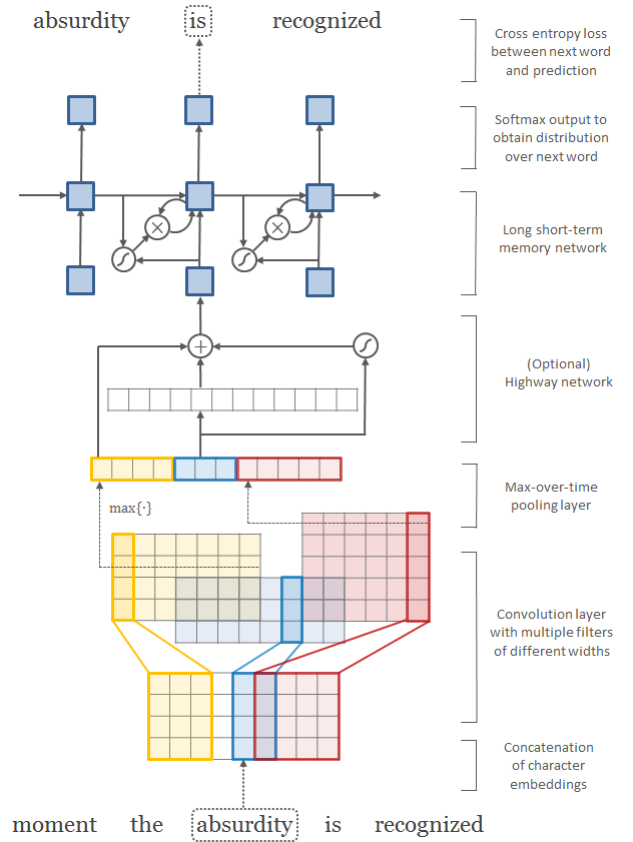 absurdity is recognized
Cross entropy loss
between next word
and prediction
Softmax output to
obtain distribution
over next word
Long short-term
memory network
(Optional)
Highway network
Max-over-time
pooling layer
max{·}
Convolution layer
with multiple filters
of different widths
Concatenation
of character
embeddings
moment the absurdity is recognized